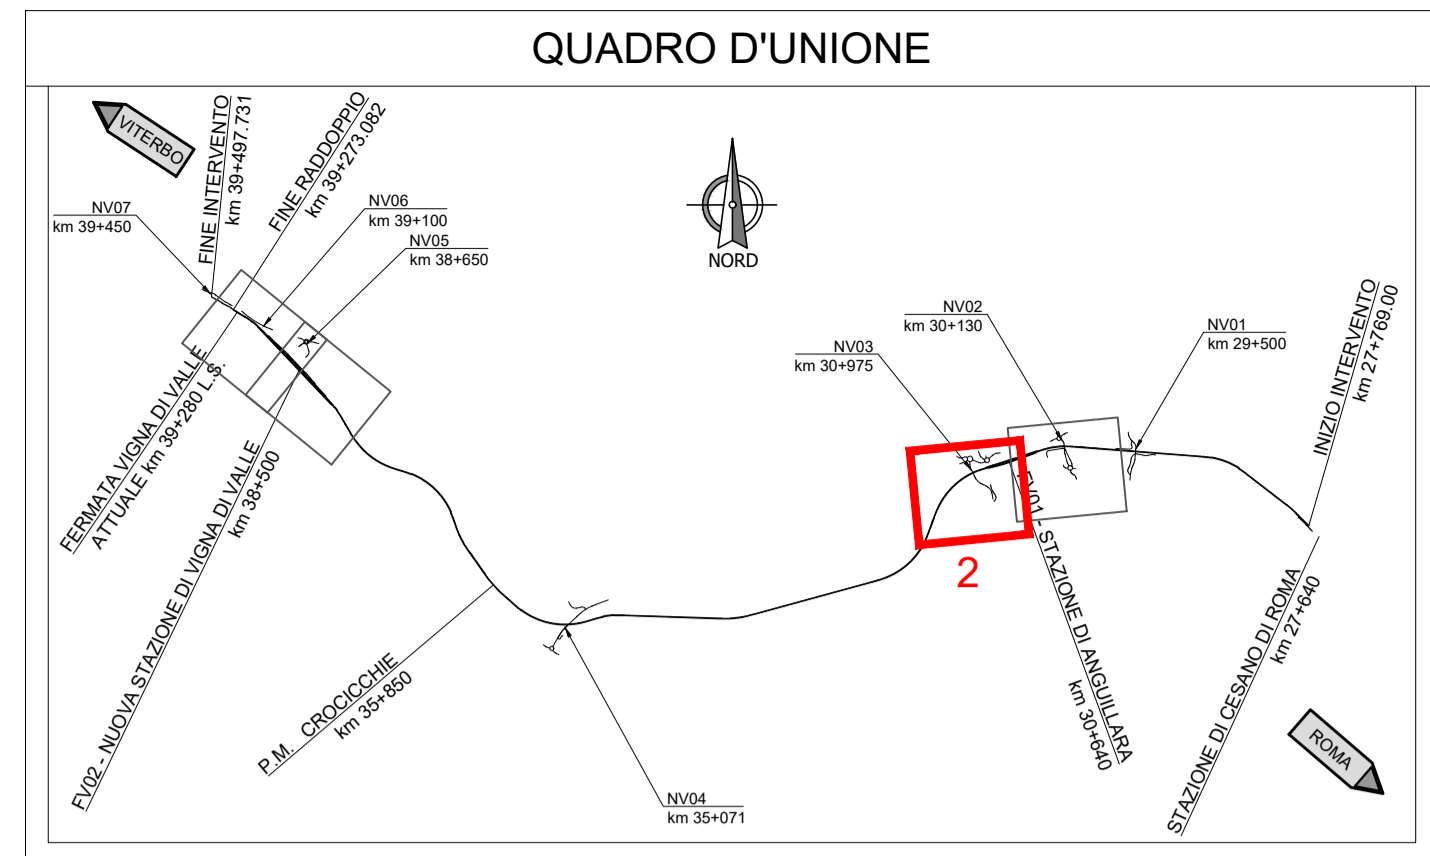 QUADRO D'UNIONE
VITERBO
FINE INTERVENTO
km 39+497.731
FINE RADDOPPIO
km 39+273.082
NV07
km 39+450
NV06
km 39+100
NV05
km 38+650
NORD
NV02
km 30+130
NV03
km 30+975
NV01
km 29+500
INIZIO INTERVENTO
km 27+769.00
FERMATA VIGNA DI VALLE
ATTUALE km 39+280 L.S.
FV02 - NUOVA STAZIONE DI VIGNA DI VALLE
km 38+500
2
FV01 - STAZIONE DI ANGUILLARA
km 30+640
STAZIONE DI CESANO DI ROMA
km 27+640
P.M. CROCICCHIE
km 35+850
ROMA
NV04
km 35+071